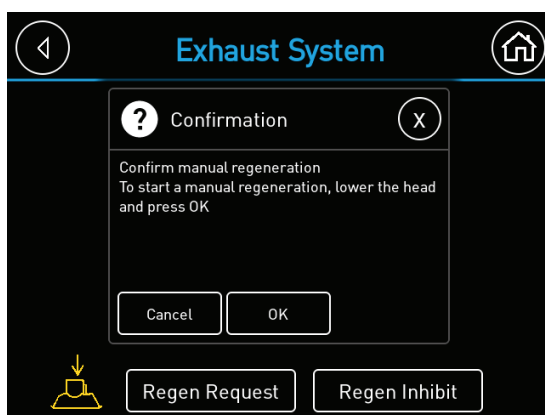 Exhaust System
? Confirmation X
Confirm manual regeneration
To start a manual regeneration, lower the head
and press OK
Cancel OK
Regen Request Regen Inhibit